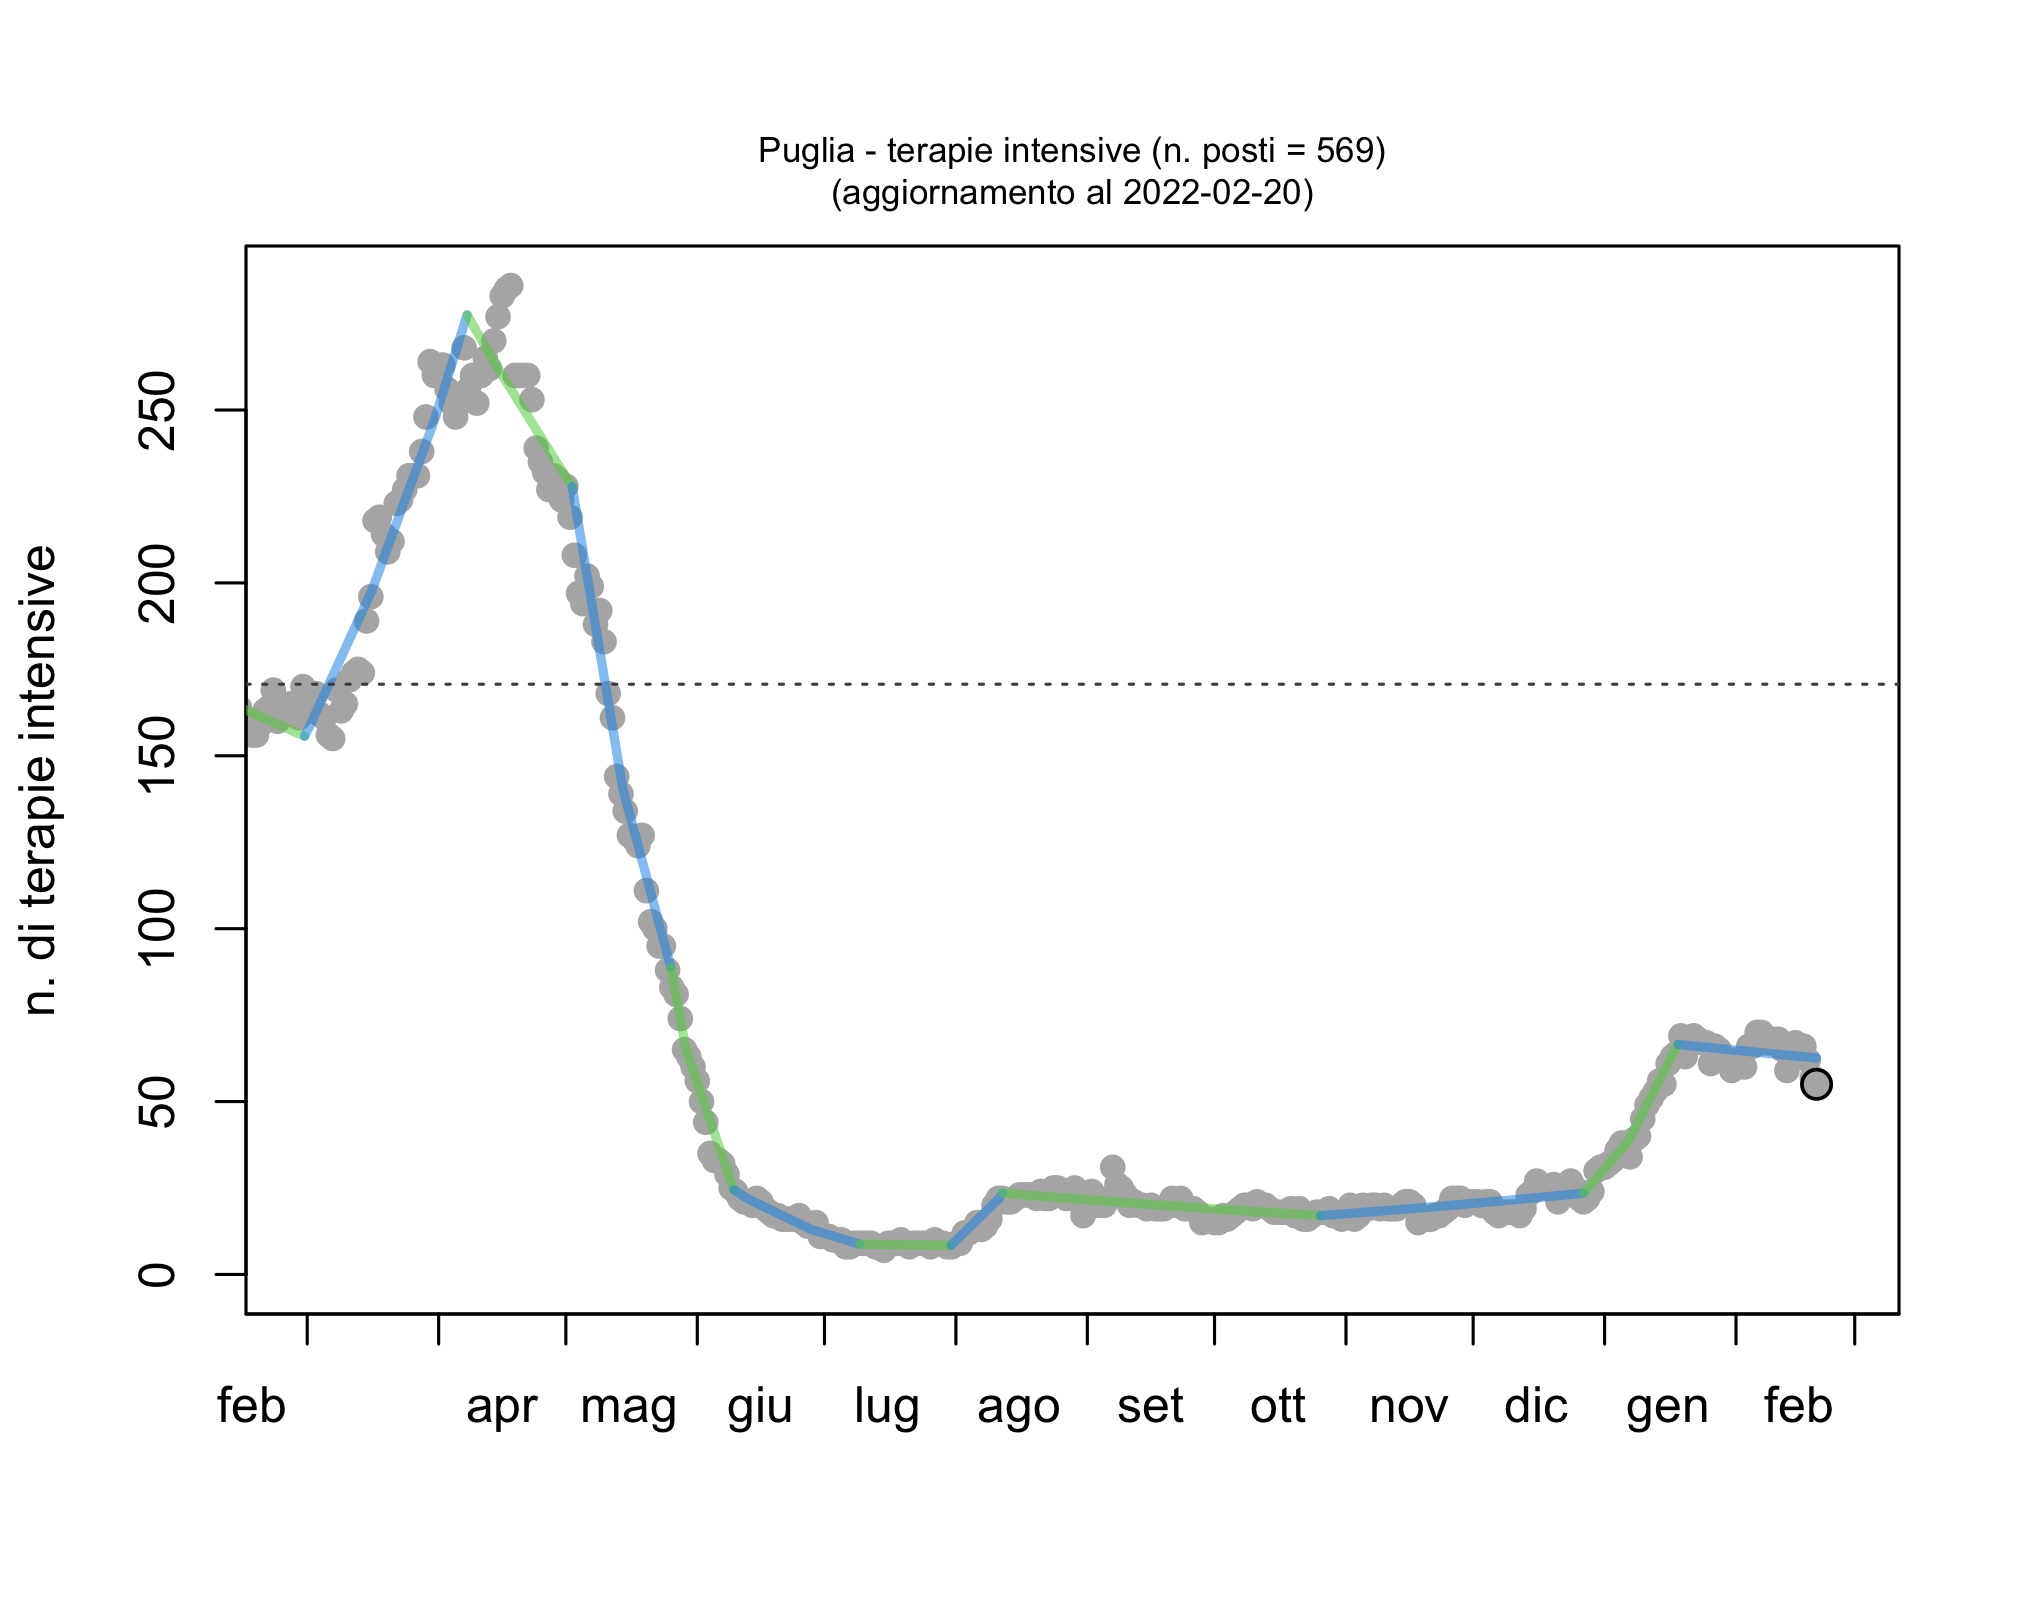 Puglia - terapie intensive (n. posti = 569)
(aggiornamento al 2022-02-20)
n. di terapie intensive
250
200
150
100
50
0
feb apr mag giu lug ago set ott nov dic gen feb